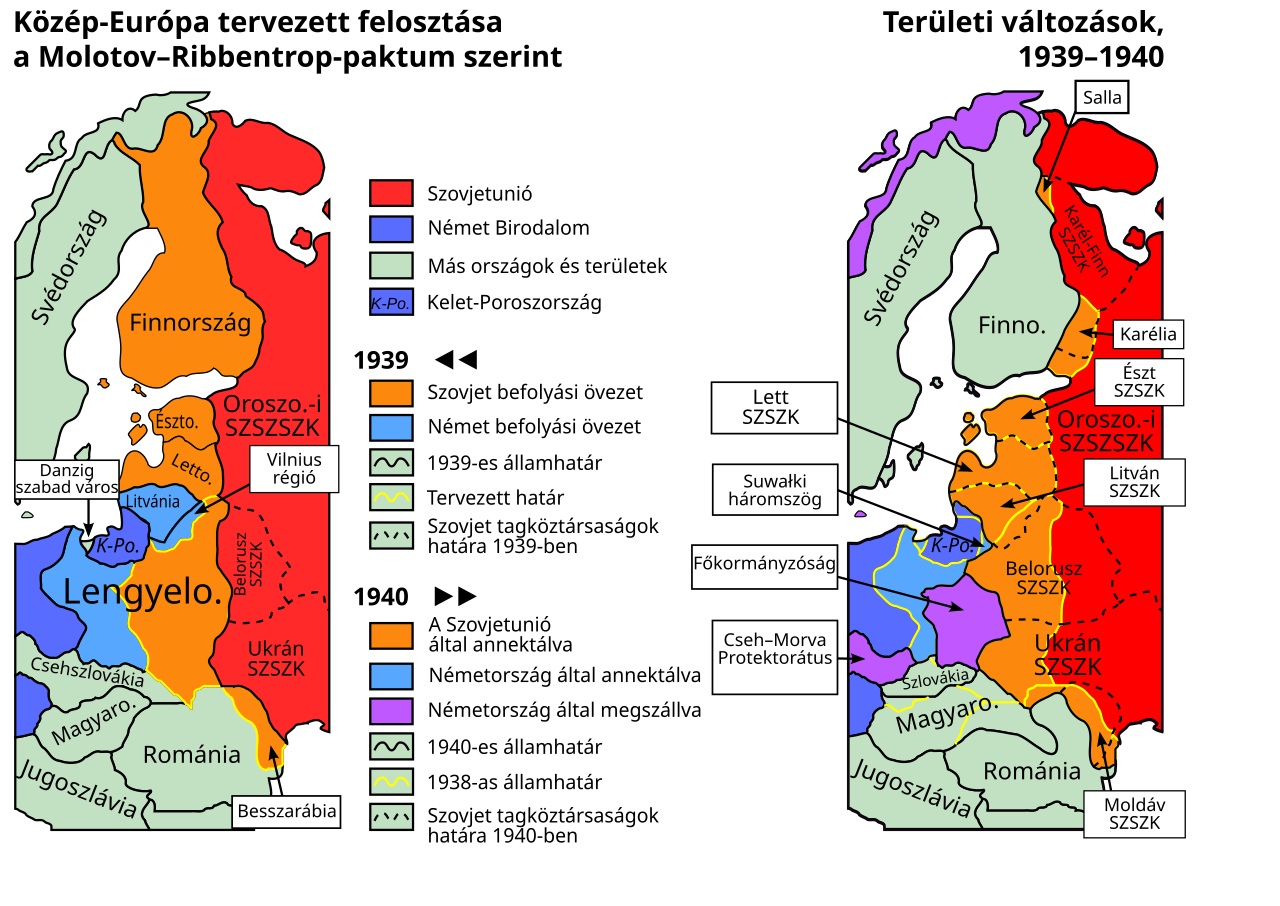 Közép-Európa tervezett felosztása
a Molotov–Ribbentrop-paktum szerint
Svédország
Finnország
Oroszo.-i
SZSZSZK
Észto.
Letto.
Litvánia
Danzig
szabad város
Vilnius
régió
K-Po.
Lengyelo.
Belorusz
SZSZK
Ukrán
SZSZK
Csehszlovákia
Magyaro.
Románia
Jugoszlávia
Besszarábia
Szovjetunió
Német Birodalom
Más országok és területek
K-Po.
Kelet-Poroszország
1939 ◀◀
Szovjet befolyási övezet
Német befolyási övezet
1939-es államhatár
Tervezett határ
Szovjet tagköztársaságok
határa 1939-ben
1940 ▶▶
A Szovjetunió
által annektálva
Németország által annektálva
Németország által megszállva
1940-es államhatár
1938-as államhatár
Szovjet tagköztársaságok
határa 1940-ben
Területi változások,
1939–1940
Salla
Svédország
Karél-Finn
SZSZK
Finno.
Karélia
Észt
SZSZK
Oroszo.-i
SZSZSZK
Lett
SZSZK
Litván
SZSZK
Suwałki
háromszög
K-Po.
Főkormányzóság
Belorusz
SZSZK
Cseh–Morva
Protektorátus
Ukrán
SZSZK
Szlovákia
Magyaro.
Románia
Jugoszlávia
Moldáv
SZSZK